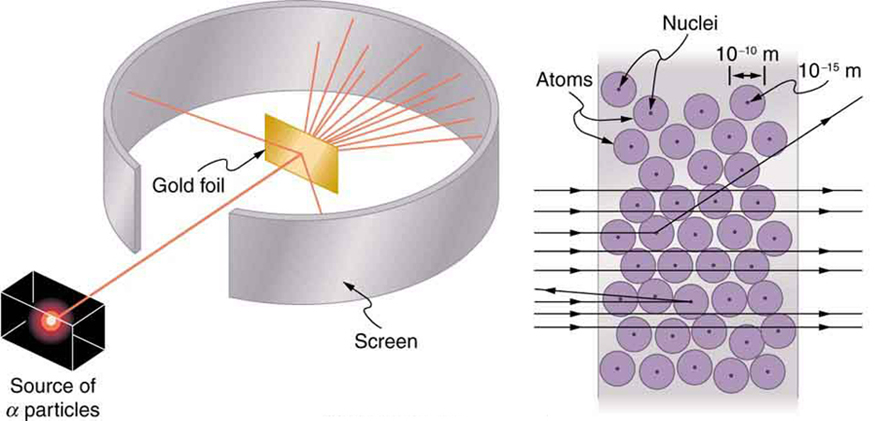 Gold foil
Screen
Source of
α particles
Nuclei
10⁻¹⁰ m
10⁻¹⁵ m
Atoms